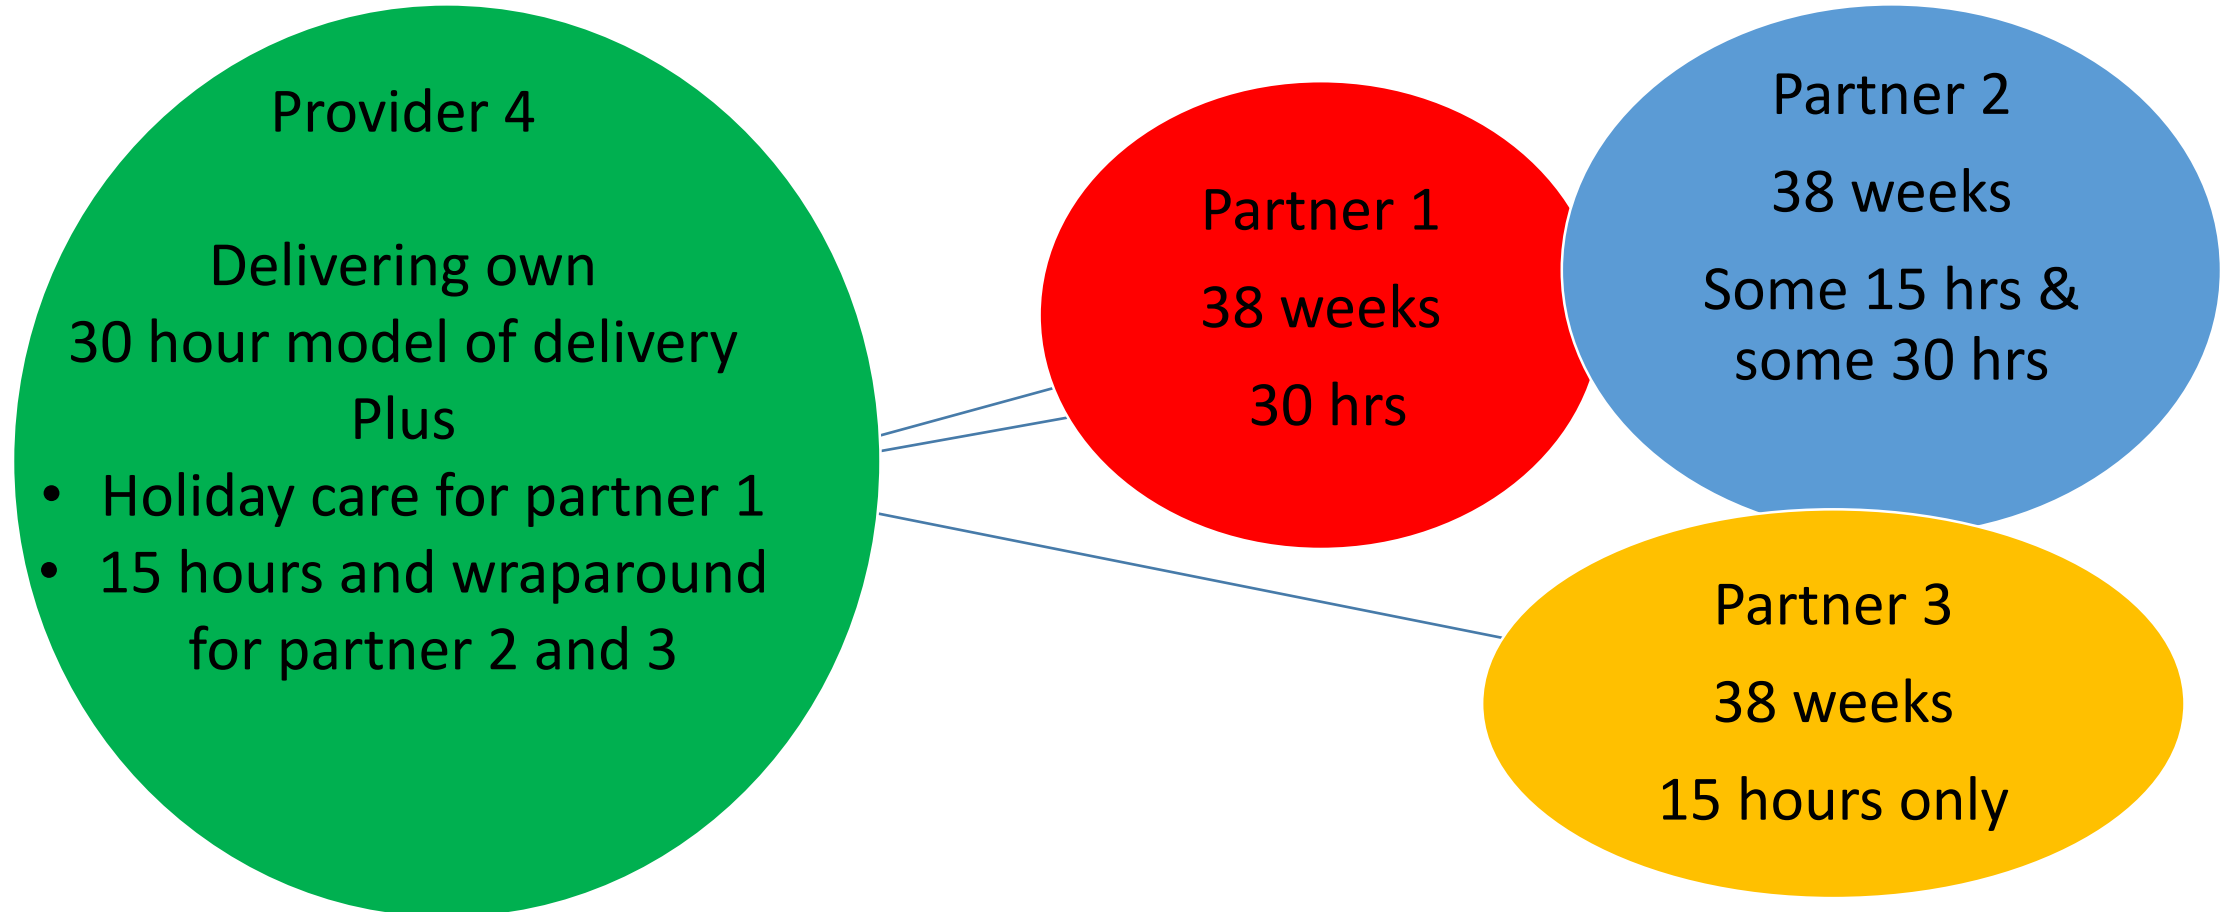 Provider 4
Delivering own
30 hour model of delivery
Plus
• Holiday care for partner 1
• 15 hours and wraparound
for partner 2 and 3
Partner 1
38 weeks
30 hrs
Partner 2
38 weeks
Some 15 hrs &
some 30 hrs
Partner 3
38 weeks
15 hours only